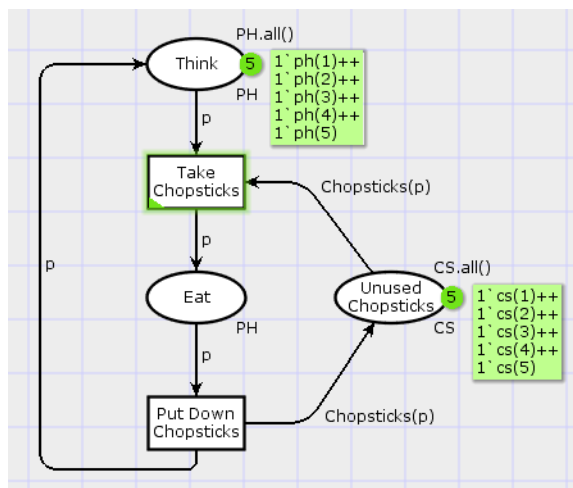 PH.all()
Think
5
1`ph(1)++
1`ph(2)++
1`ph(3)++
1`ph(4)++
1`ph(5)
PH
p
Take
Chopsticks
Chopsticks(p)
p
p
CS.all()
Eat
Unused
Chopsticks
5
1`cs(1)++
1`cs(2)++
1`cs(3)++
1`cs(4)++
1`cs(5)
PH
CS
p
Put Down
Chopsticks
Chopsticks(p)